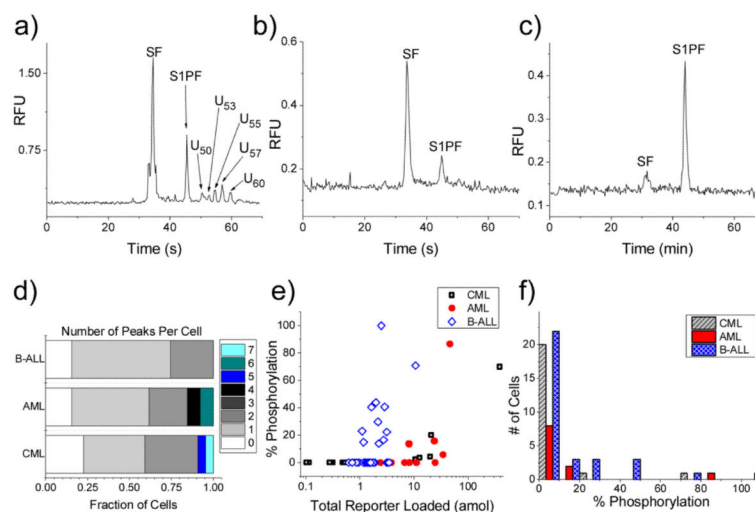 a)
SF
S1PF
U53
U55
U50
U57
U60
1.50
0.75
RFU
0 20 40 60
Time (s)
b)
SF
S1PF
0.6
0.4
0.2
RFU
0 20 40 60
Time (s)
c)
S1PF
SF
0.4
0.3
0.2
0.1
RFU
0 20 40 60
Time (min)
d)
Number of Peaks Per Cell
B-ALL
AML
CML
7
6
5
4
3
2
1
0
0.00 0.25 0.50 0.75 1.00
Fraction of Cells
e)
CML
AML
B-ALL
100
80
60
40
20
0
% Phosphorylation
0.1 1 10 100
Total Reporter Loaded (amol)
f)
CML
AML
B-ALL
20
10
0
# of Cells
0 20 40 60 80 100
% Phosphorylation